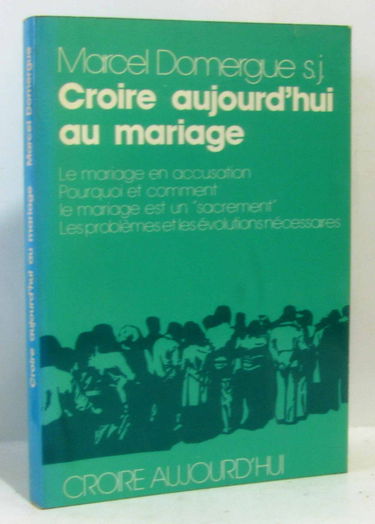 Marcel Domergue s.j.
Croire aujourd'hui
au mariage
Le mariage en accusation
Pourquoi et comment
le mariage est un "sacrement"
Les problèmes et les évolutions nécessaires
CROIRE AUJOURD'HUI
Croire aujourd'hui au mariage Marcel Domergue